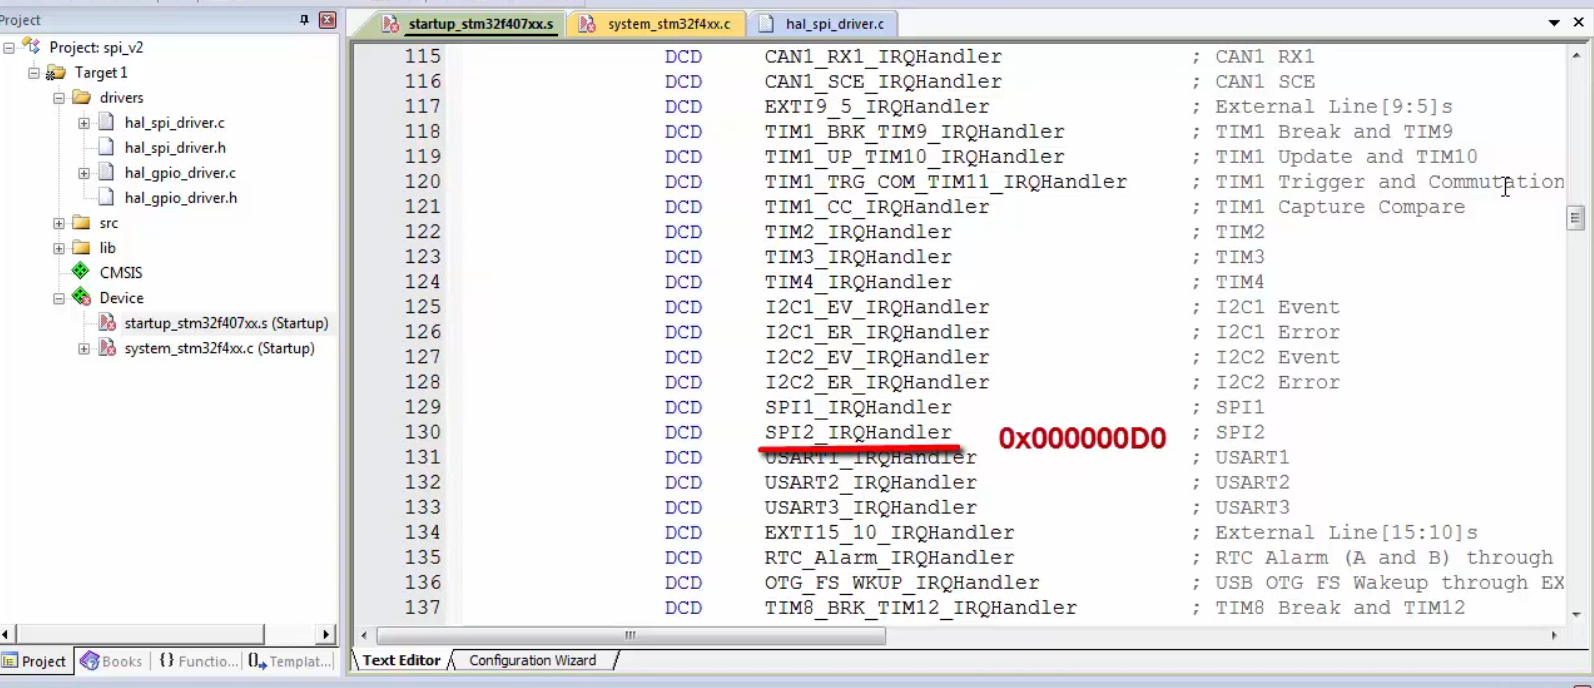 Project
Project: spi_v2
Target 1
drivers
hal_spi_driver.c
hal_spi_driver.h
hal_gpio_driver.c
hal_gpio_driver.h
src
lib
CMSIS
Device
startup_stm32f407xx.s (Startup)
system_stm32f4xx.c (Startup)
Project Books {} Functio... 0 Templat...
startup_stm32f407xx.s system_stm32f4xx.c hal_spi_driver.c
115 DCD CAN1_RX1_IRQHandler ; CAN1 RX1
116 DCD CAN1_SCE_IRQHandler ; CAN1 SCE
117 DCD EXTI9_5_IRQHandler ; External Line[9:5]s
118 DCD TIM1_BRK_TIM9_IRQHandler ; TIM1 Break and TIM9
119 DCD TIM1_UP_TIM10_IRQHandler ; TIM1 Update and TIM10
120 DCD TIM1_TRG_COM_TIM11_IRQHandler ; TIM1 Trigger and Commutation
121 DCD TIM1_CC_IRQHandler ; TIM1 Capture Compare
122 DCD TIM2_IRQHandler ; TIM2
123 DCD TIM3_IRQHandler ; TIM3
124 DCD TIM4_IRQHandler ; TIM4
125 DCD I2C1_EV_IRQHandler ; I2C1 Event
126 DCD I2C1_ER_IRQHandler ; I2C1 Error
127 DCD I2C2_EV_IRQHandler ; I2C2 Event
128 DCD I2C2_ER_IRQHandler ; I2C2 Error
129 DCD SPI1_IRQHandler ; SPI1
130 DCD SPI2_IRQHandler 0x000000D0 ; SPI2
131 DCD USART1_IRQHandler ; USART1
132 DCD USART2_IRQHandler ; USART2
133 DCD USART3_IRQHandler ; USART3
134 DCD EXTI15_10_IRQHandler ; External Line[15:10]s
135 DCD RTC_Alarm_IRQHandler ; RTC Alarm (A and B) through
136 DCD OTG_FS_WKUP_IRQHandler ; USB OTG FS Wakeup through EX
137 DCD TIM8_BRK_TIM12_IRQHandler ; TIM8 Break and TIM12
Text Editor Configuration Wizard